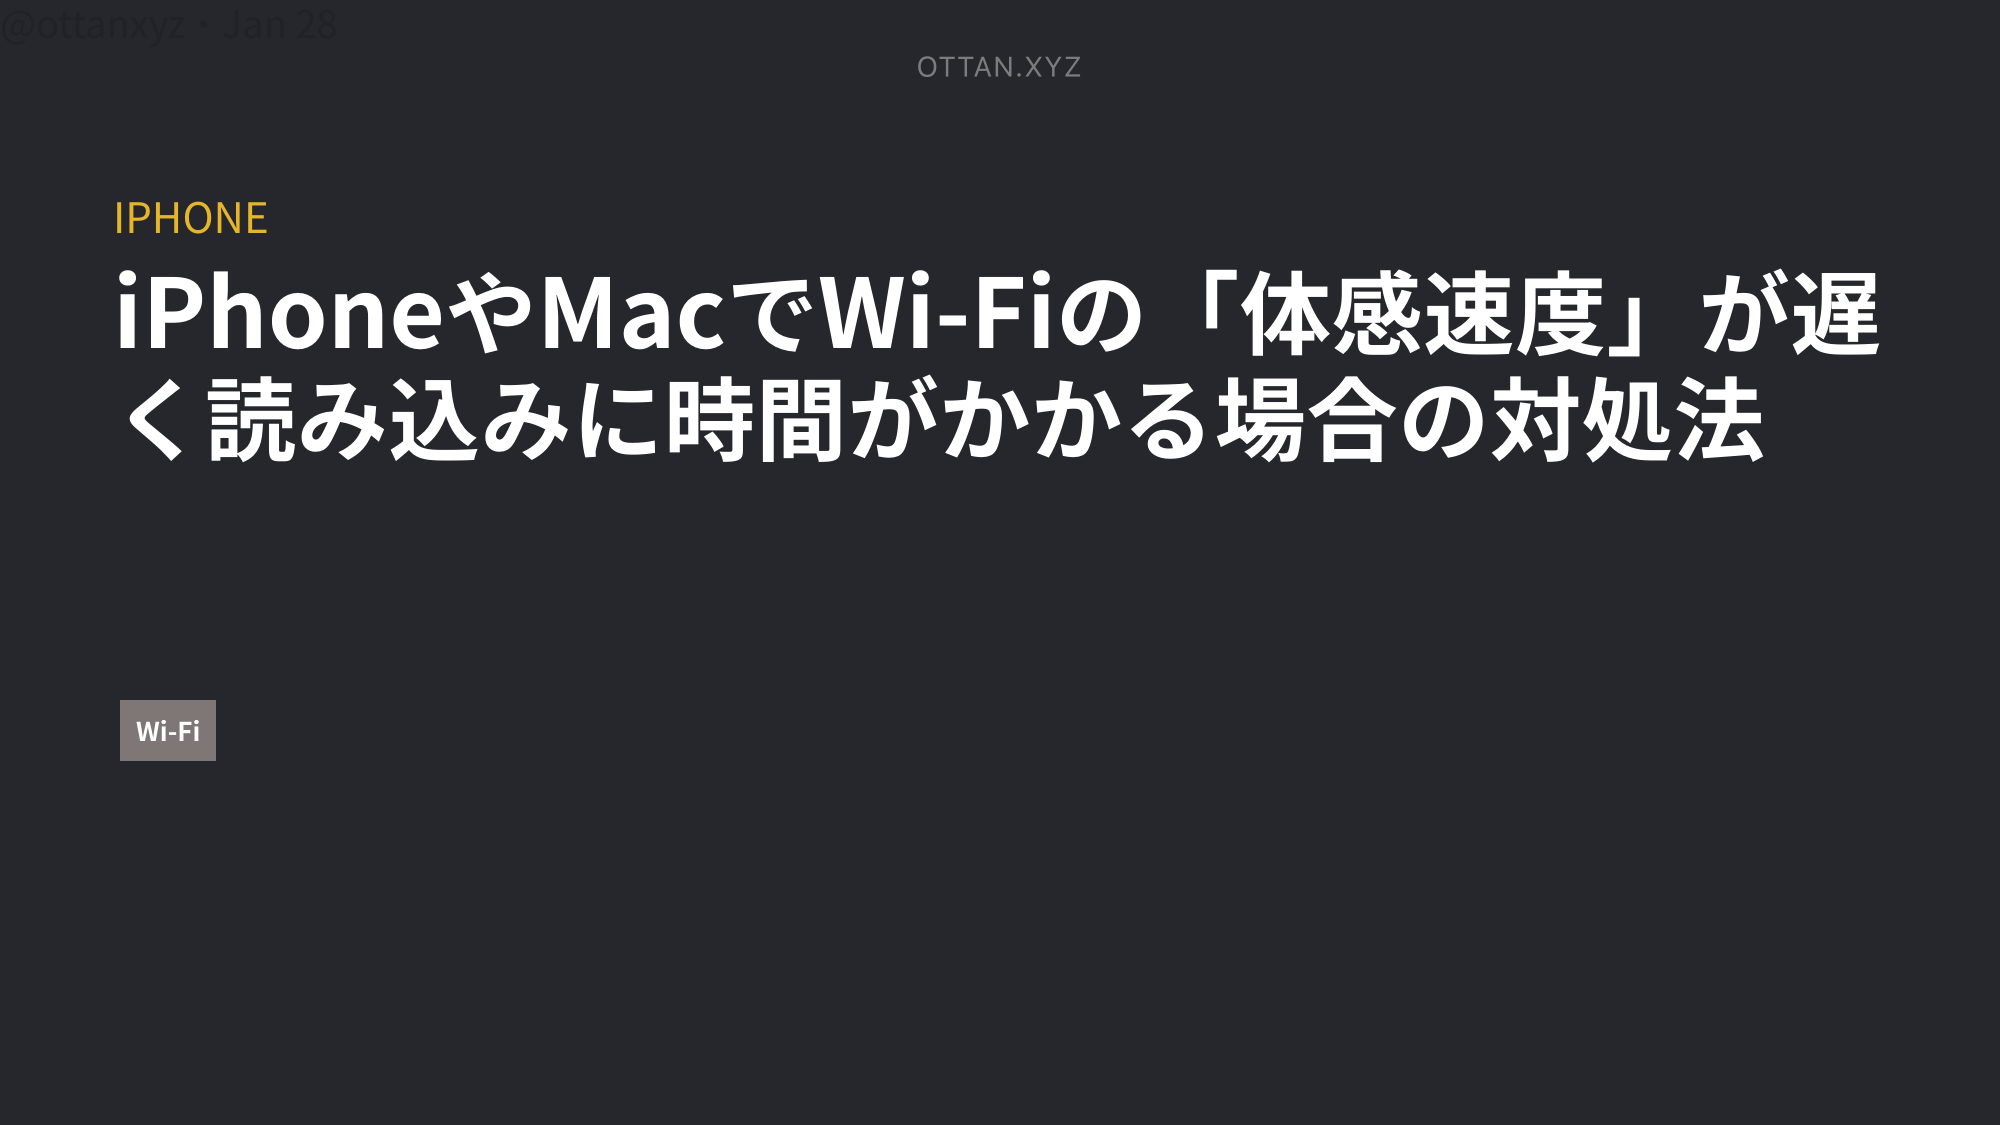 @ottanxyz・Jan 28
OTTAN.XYZ
IPHONE
iPhoneやMacでWi-Fiの「体感速度」が遅
く読み込みに時間がかかる場合の対処法
Wi-Fi